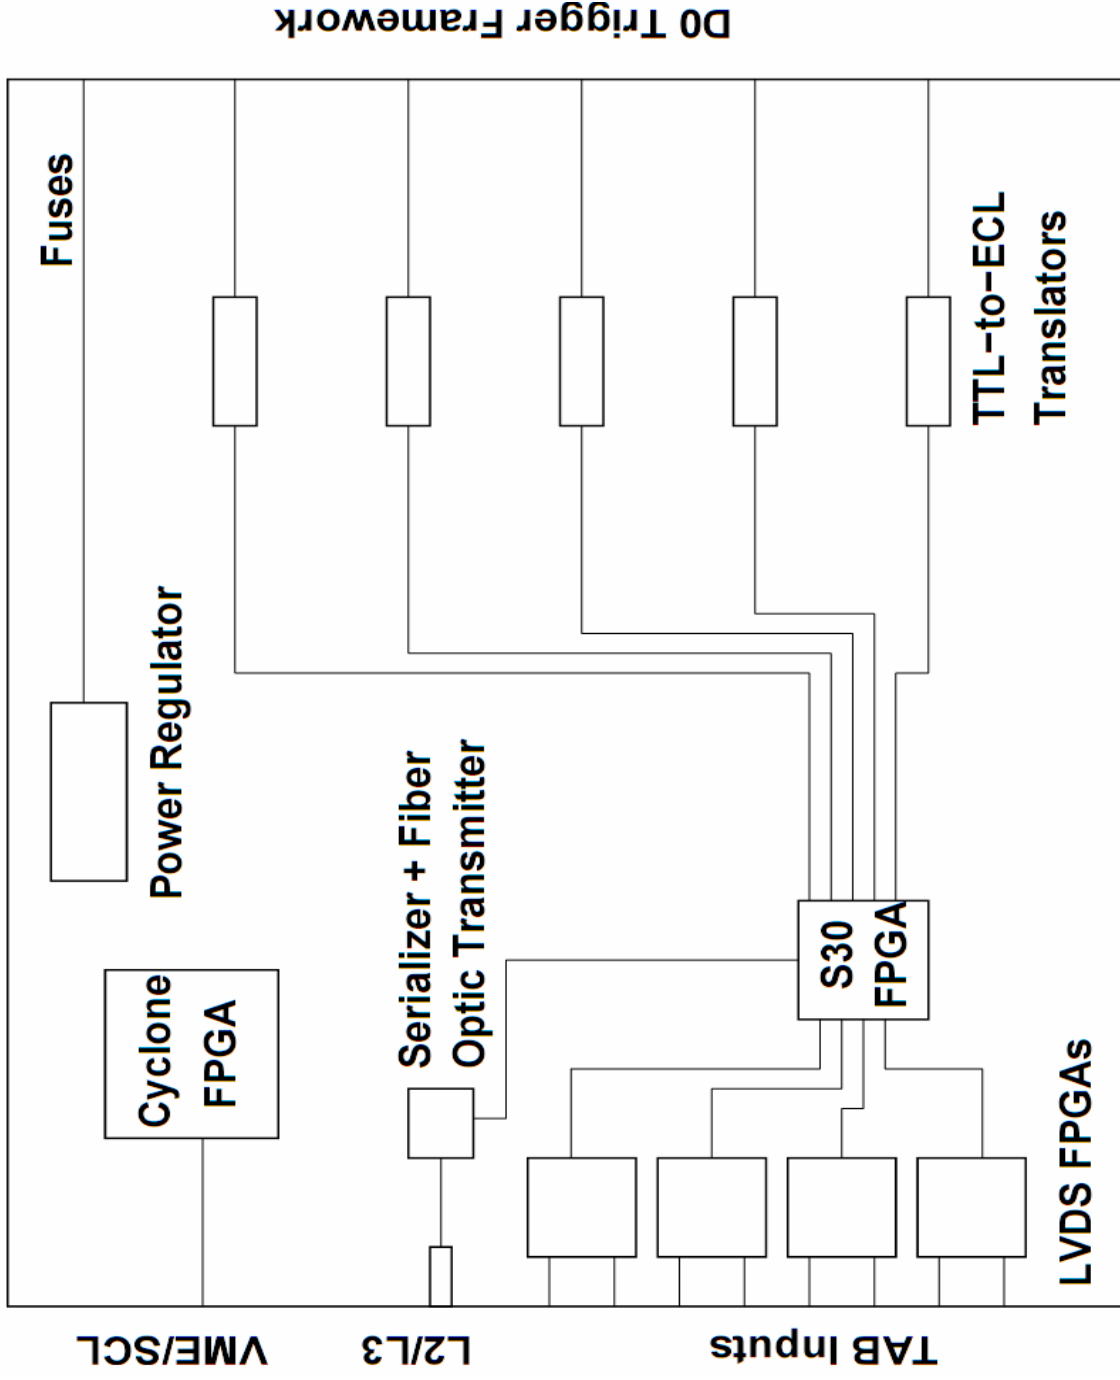 D0 Trigger Framework
Fuses
Power Regulator
TTL-to-ECL
Translators
Cyclone
FPGA
Serializer + Fiber
Optic Transmitter
S30
FPGA
LVDS FPGAs
VME/SCL
L2/L3
TAB Inputs